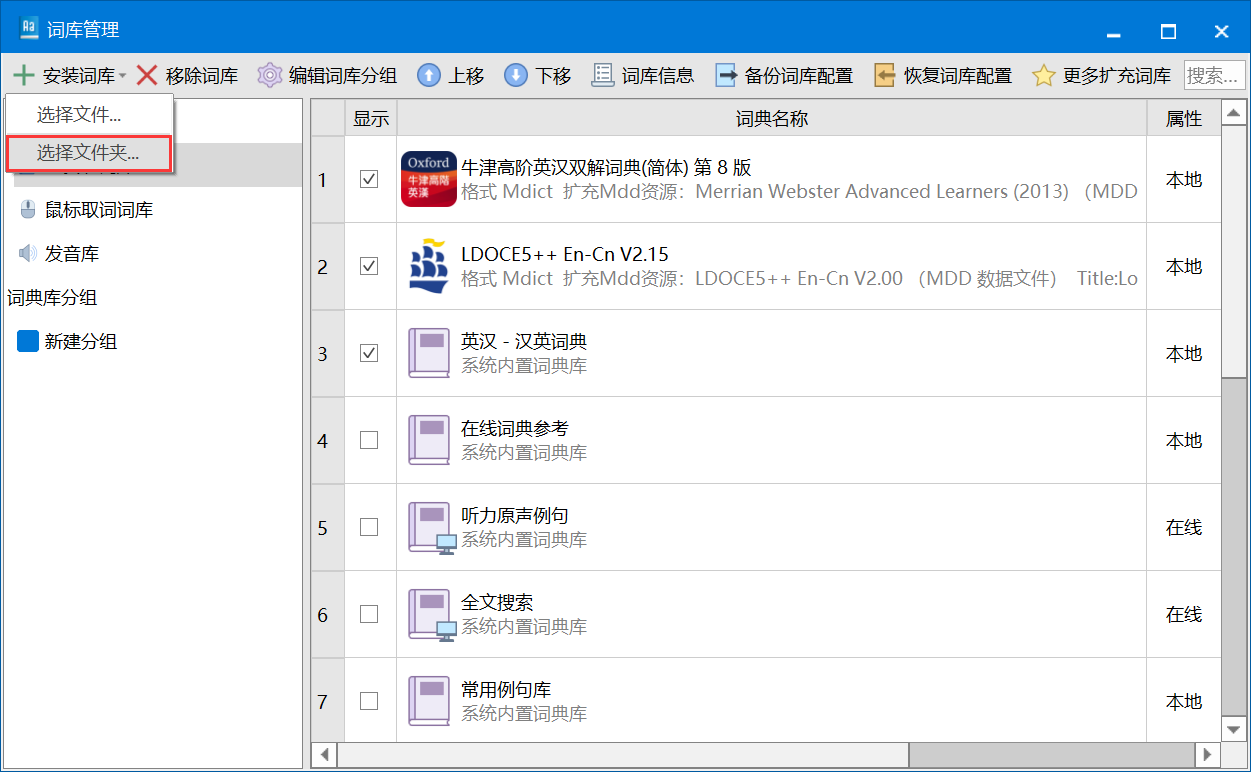 词库管理
安装词库 移除词库 编辑词库分组 上移 下移 词库信息 备份词库配置 恢复词库配置 更多扩充词库 搜索...
选择文件...
选择文件夹...
鼠标取词词库
发音库
词典库分组
新建分组
显示 词典名称 属性
1 牛津高阶英汉双解词典(简体) 第 8 版 本地
格式 Mdict 扩充Mdd资源：Merrian Webster Advanced Learners (2013) （MDD
Oxford
牛津高階
英漢
2 LDOCE5++ En-Cn V2.15 本地
格式 Mdict 扩充Mdd资源：LDOCE5++ En-Cn V2.00 （MDD 数据文件） Title:Lo
3 英汉 - 汉英词典 本地
系统内置词典库
4 在线词典参考 本地
系统内置词典库
5 听力原声例句 在线
系统内置词典库
6 全文搜索 在线
系统内置词典库
7 常用例句库 本地
系统内置词典库